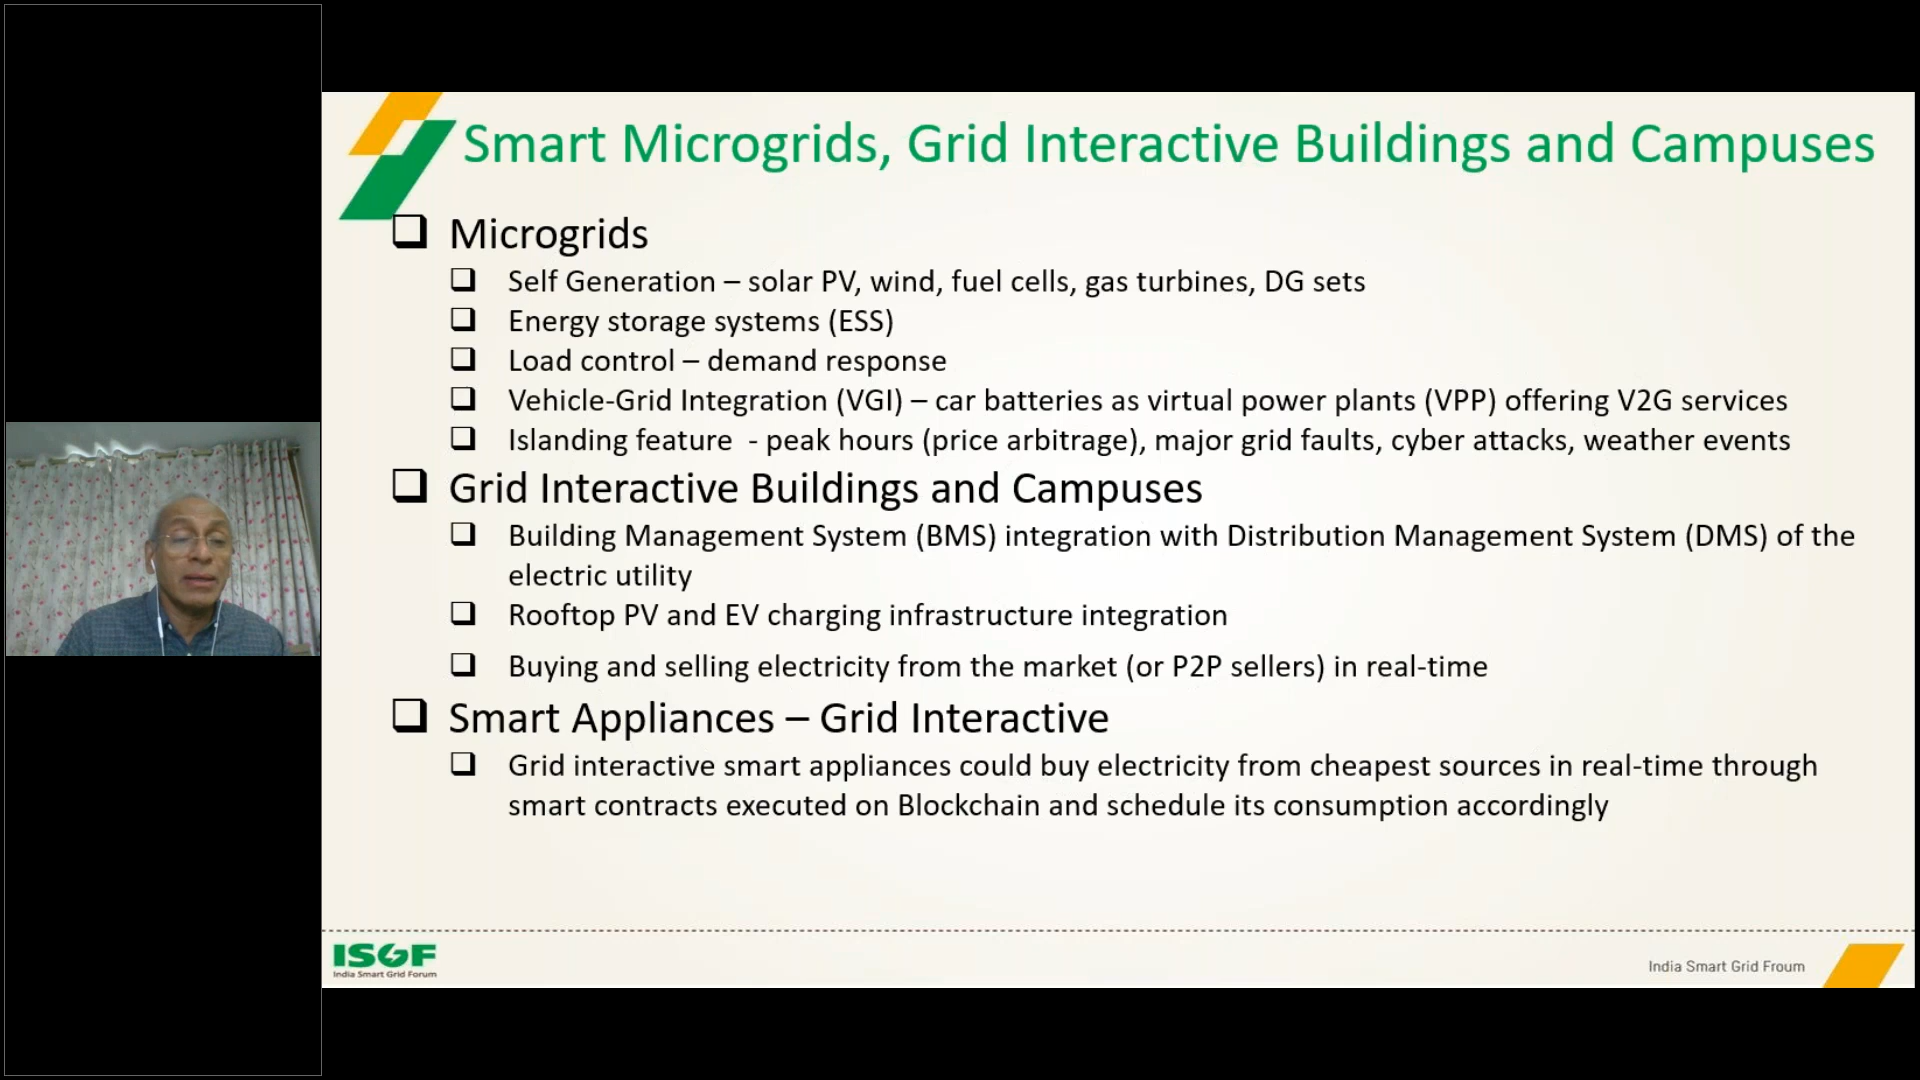 Smart Microgrids, Grid Interactive Buildings and Campuses
Microgrids
Self Generation – solar PV, wind, fuel cells, gas turbines, DG sets
Energy storage systems (ESS)
Load control – demand response
Vehicle-Grid Integration (VGI) – car batteries as virtual power plants (VPP) offering V2G services
Islanding feature  - peak hours (price arbitrage), major grid faults, cyber attacks, weather events
Grid Interactive Buildings and Campuses
Building Management System (BMS) integration with Distribution Management System (DMS) of the
electric utility
Rooftop PV and EV charging infrastructure integration
Buying and selling electricity from the market (or P2P sellers) in real-time
Smart Appliances – Grid Interactive
Grid interactive smart appliances could buy electricity from cheapest sources in real-time through
smart contracts executed on Blockchain and schedule its consumption accordingly
ISGF
India Smart Grid Forum
India Smart Grid Froum